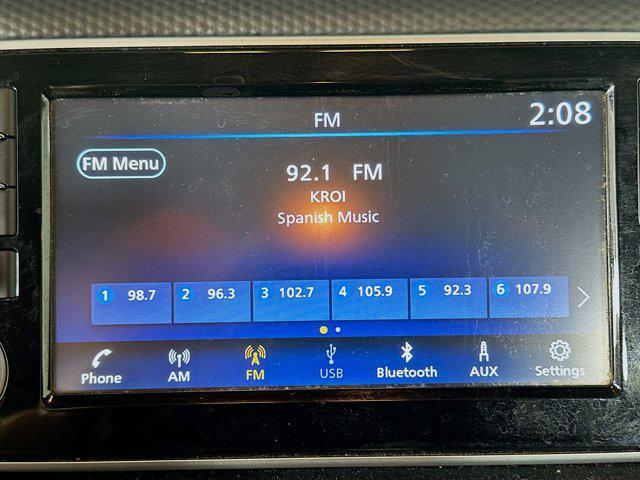 FM
2:08
FM Menu
92.1 FM
KROI
Spanish Music
1 98.7 2 96.3 3 102.7 4 105.9 5 92.3 6 107.9
Phone AM FM USB Bluetooth AUX Settings